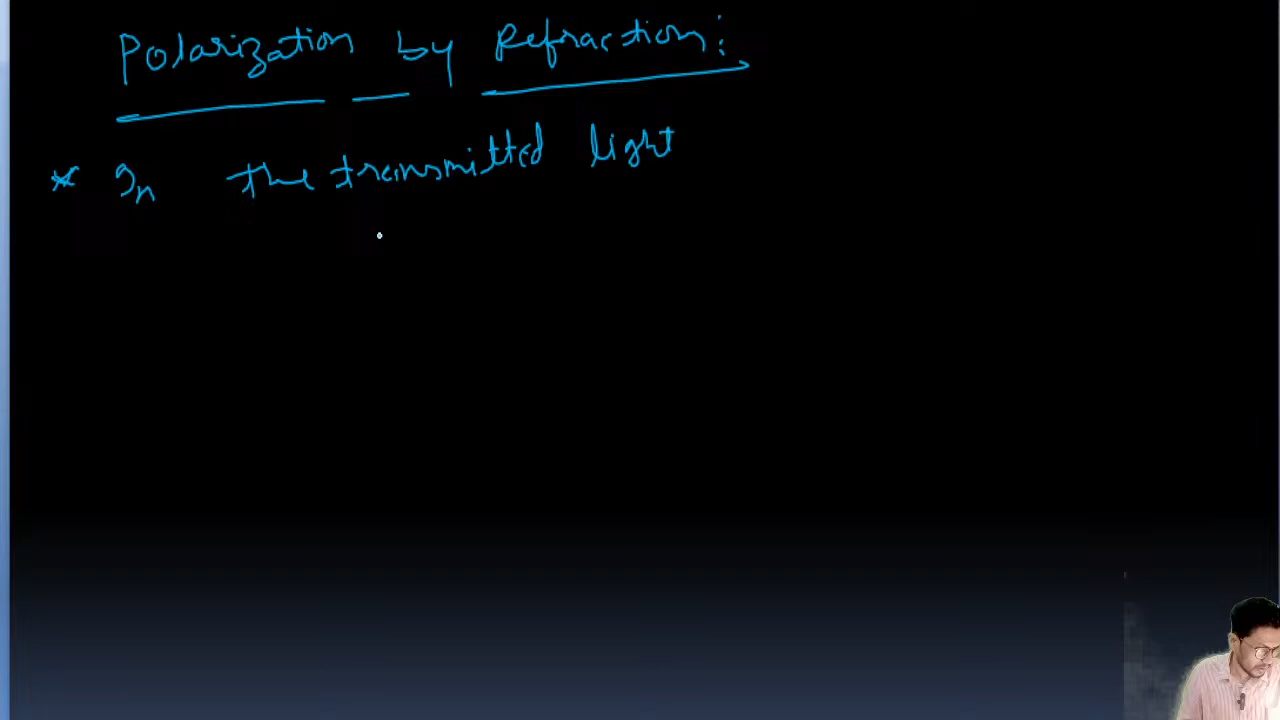 Polarization by Refraction:
* In the transmitted light